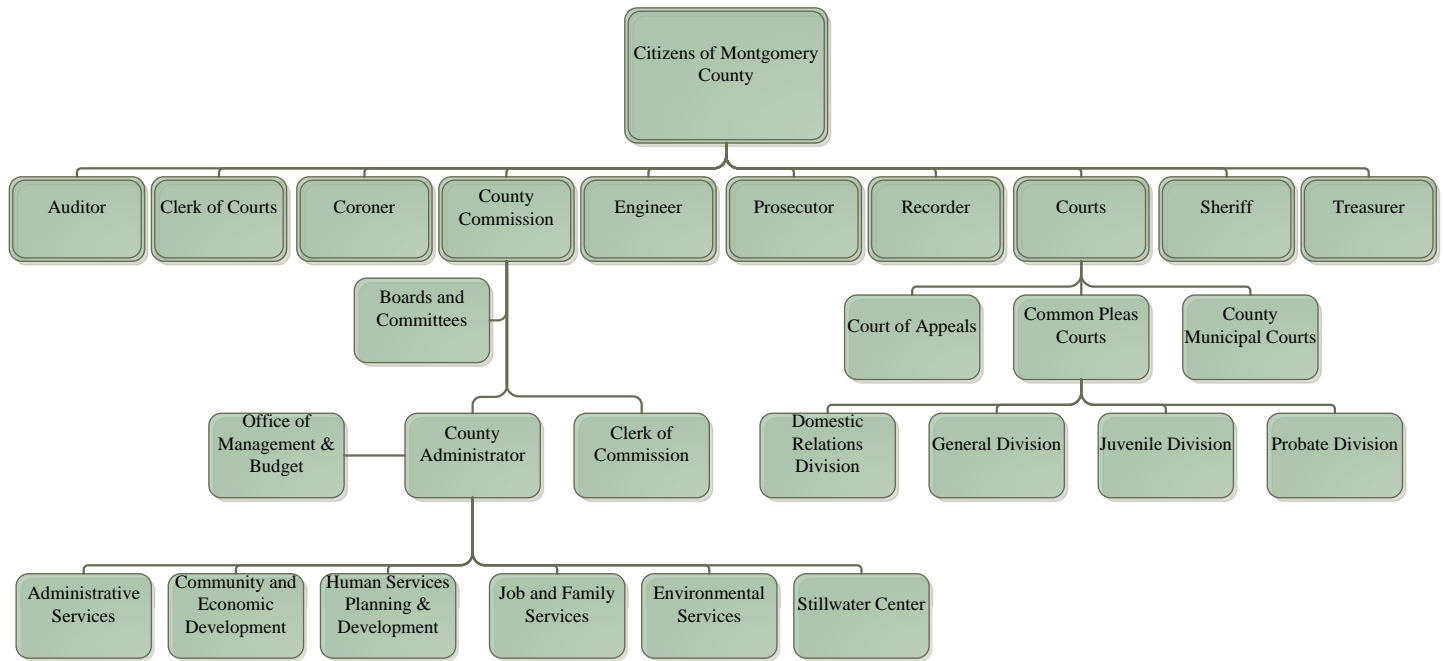 Citizens of Montgomery
County
Auditor
Clerk of Courts
Coroner
County
Commission
Engineer
Prosecutor
Recorder
Courts
Sheriff
Treasurer
Boards and
Committees
Court of Appeals
Common Pleas
Courts
County
Municipal Courts
Office of
Management &
Budget
County
Administrator
Clerk of
Commission
Domestic
Relations
Division
General Division
Juvenile Division
Probate Division
Administrative
Services
Community and
Economic
Development
Human Services
Planning &
Development
Job and Family
Services
Environmental
Services
Stillwater Center